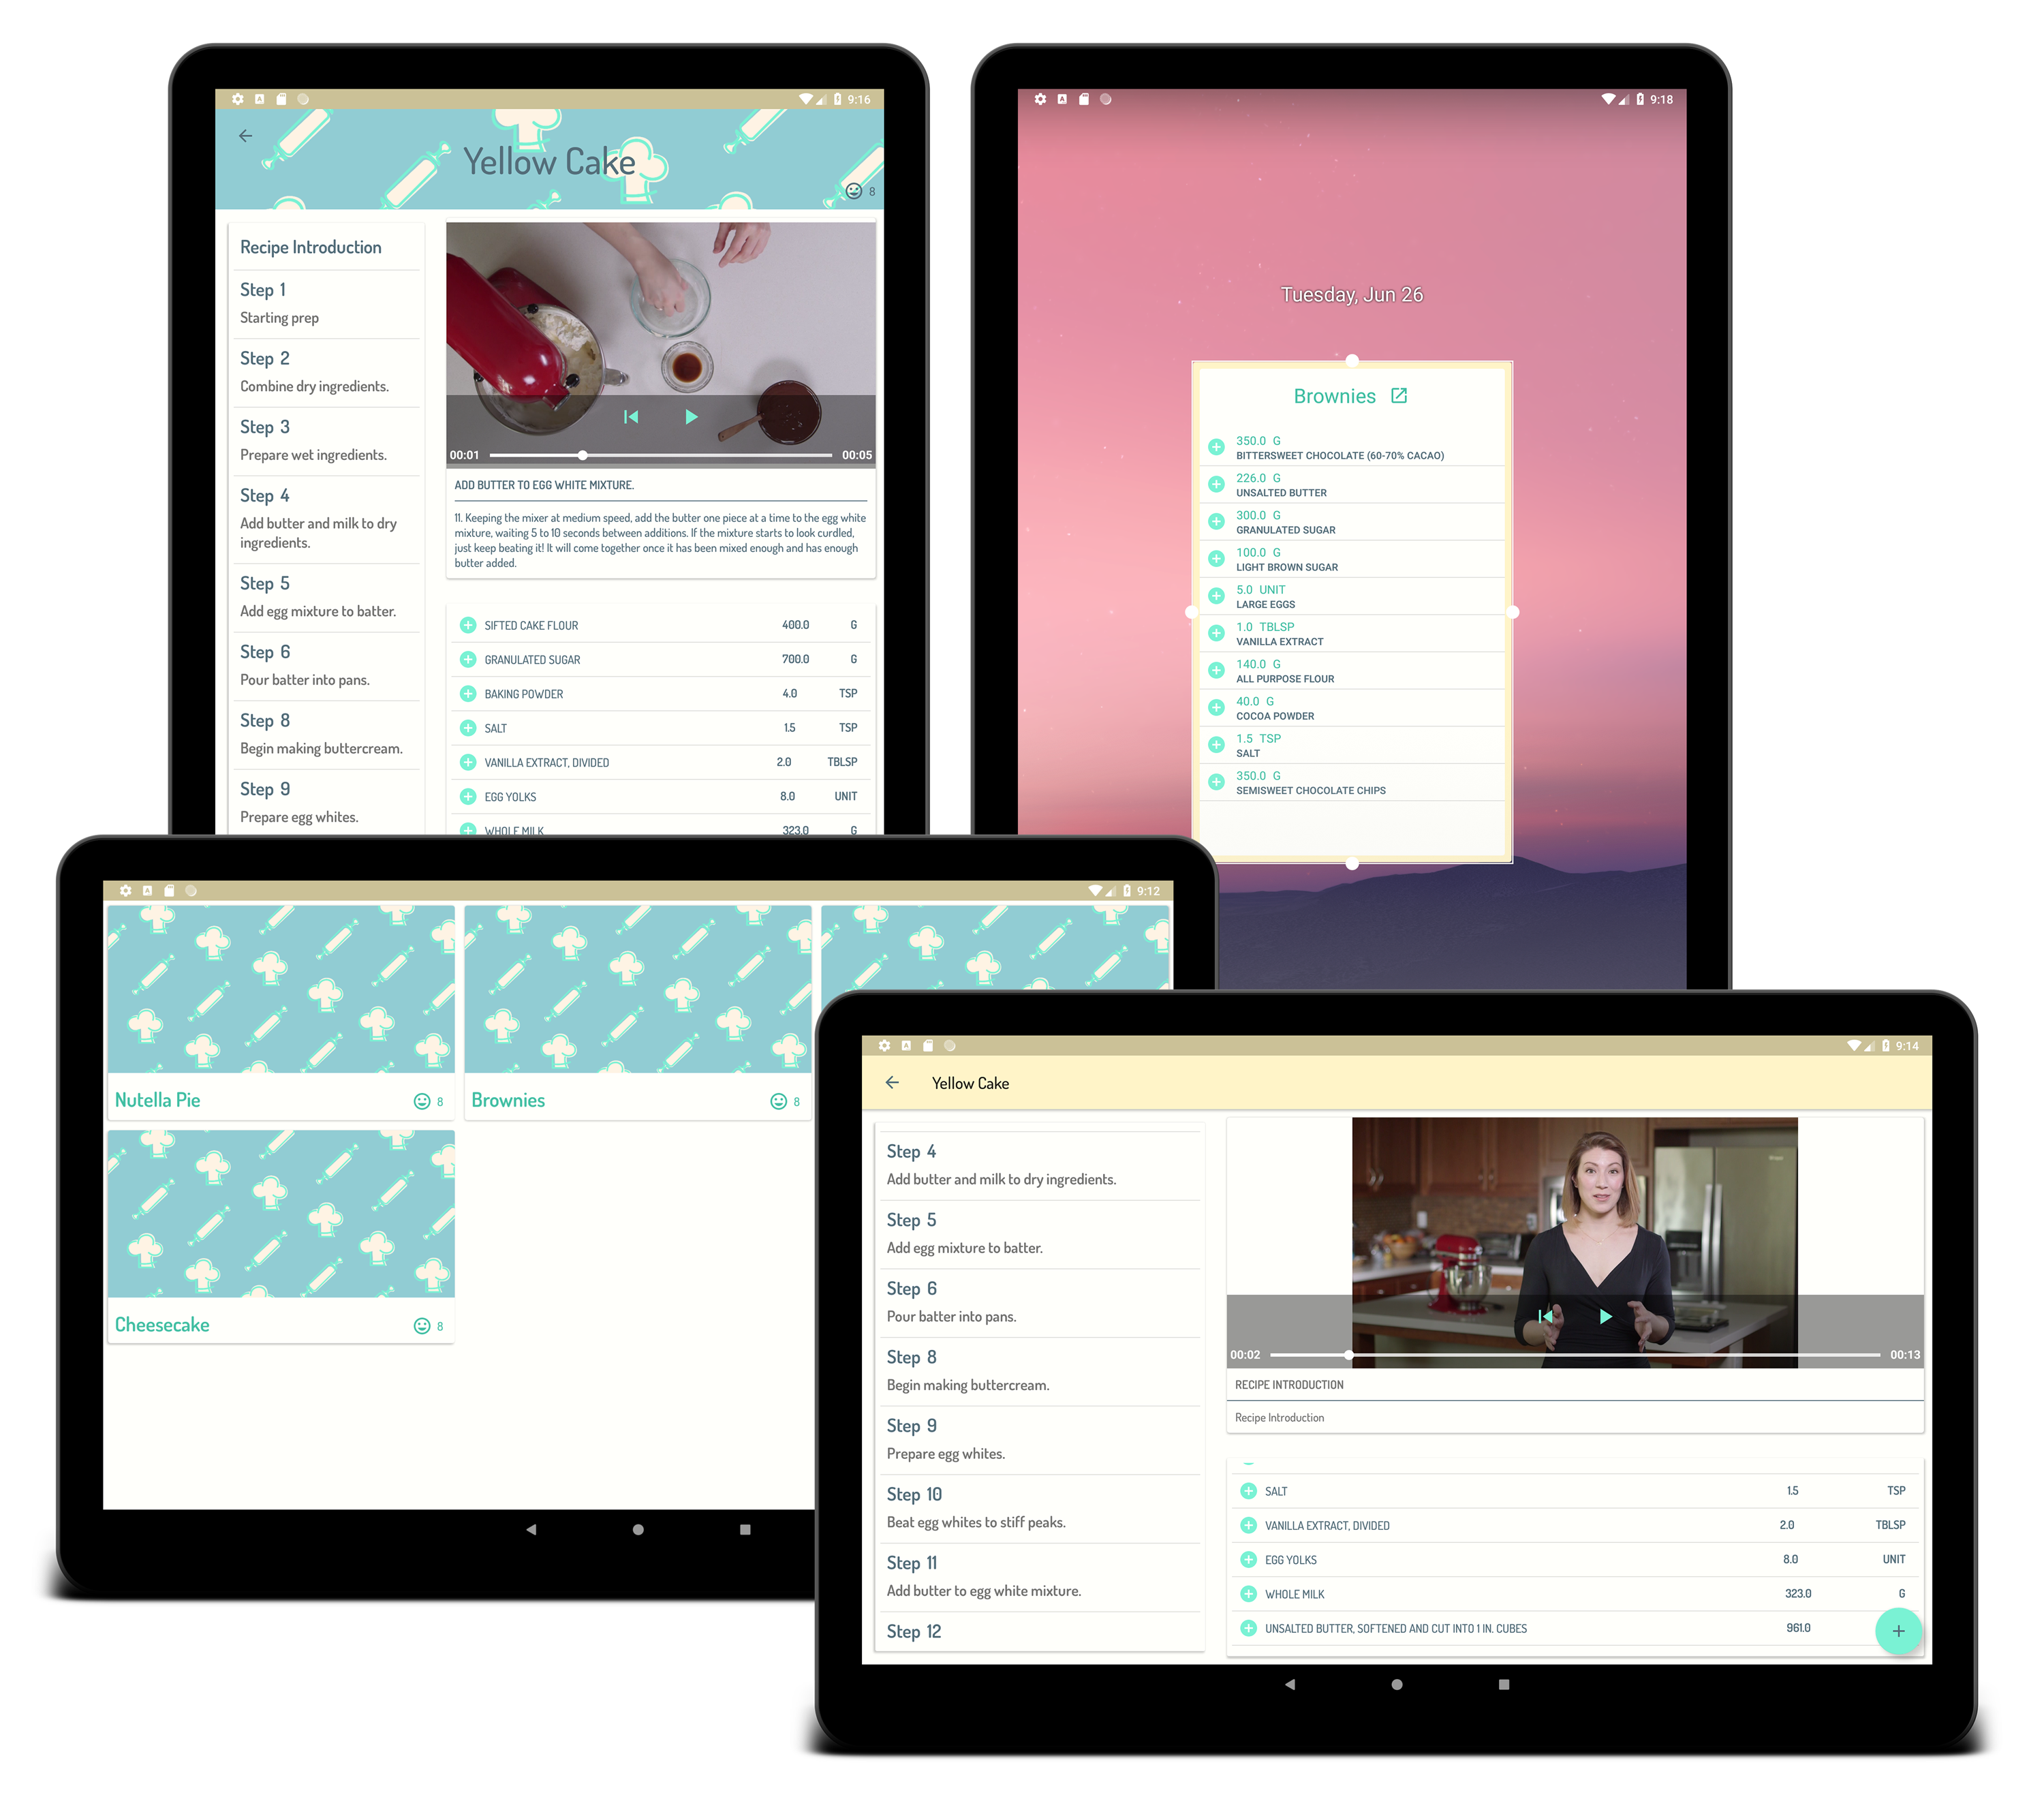 9:16
Yellow Cake
8
Recipe Introduction
Step 1
Starting prep
Step 2
Combine dry ingredients.
Step 3
Prepare wet ingredients.
Step 4
Add butter and milk to dry
ingredients.
Step 5
Add egg mixture to batter.
Step 6
Pour batter into pans.
Step 8
Begin making buttercream.
Step 9
Prepare egg whites.
00:01
00:05
ADD BUTTER TO EGG WHITE MIXTURE.
11. Keeping the mixer at medium speed, add the butter one piece at a time to the egg white
mixture, waiting 5 to 10 seconds between additions. If the mixture starts to look curdled,
just keep beating it! It will come together once it has been mixed enough and has enough
butter added.
SIFTED CAKE FLOUR 400.0 G
GRANULATED SUGAR 700.0 G
BAKING POWDER 4.0 TSP
SALT 1.5 TSP
VANILLA EXTRACT, DIVIDED 2.0 TBLSP
EGG YOLKS 8.0 UNIT
WHOLE MILK 323.0 G
9:18
Tuesday, Jun 26
Brownies
350.0 G
BITTERSWEET CHOCOLATE (60-70% CACAO)
226.0 G
UNSALTED BUTTER
300.0 G
GRANULATED SUGAR
100.0 G
LIGHT BROWN SUGAR
5.0 UNIT
LARGE EGGS
1.0 TBLSP
VANILLA EXTRACT
140.0 G
ALL PURPOSE FLOUR
40.0 G
COCOA POWDER
1.5 TSP
SALT
350.0 G
SEMISWEET CHOCOLATE CHIPS
9:12
Nutella Pie 8
Brownies 8
Cheesecake 8
9:14
Yellow Cake
Step 4
Add butter and milk to dry ingredients.
Step 5
Add egg mixture to batter.
Step 6
Pour batter into pans.
Step 8
Begin making buttercream.
Step 9
Prepare egg whites.
Step 10
Beat egg whites to stiff peaks.
Step 11
Add butter to egg white mixture.
Step 12
00:02
00:13
RECIPE INTRODUCTION
Recipe Introduction
SALT 1.5 TSP
VANILLA EXTRACT, DIVIDED 2.0 TBLSP
EGG YOLKS 8.0 UNIT
WHOLE MILK 323.0 G
UNSALTED BUTTER, SOFTENED AND CUT INTO 1 IN. CUBES 961.0